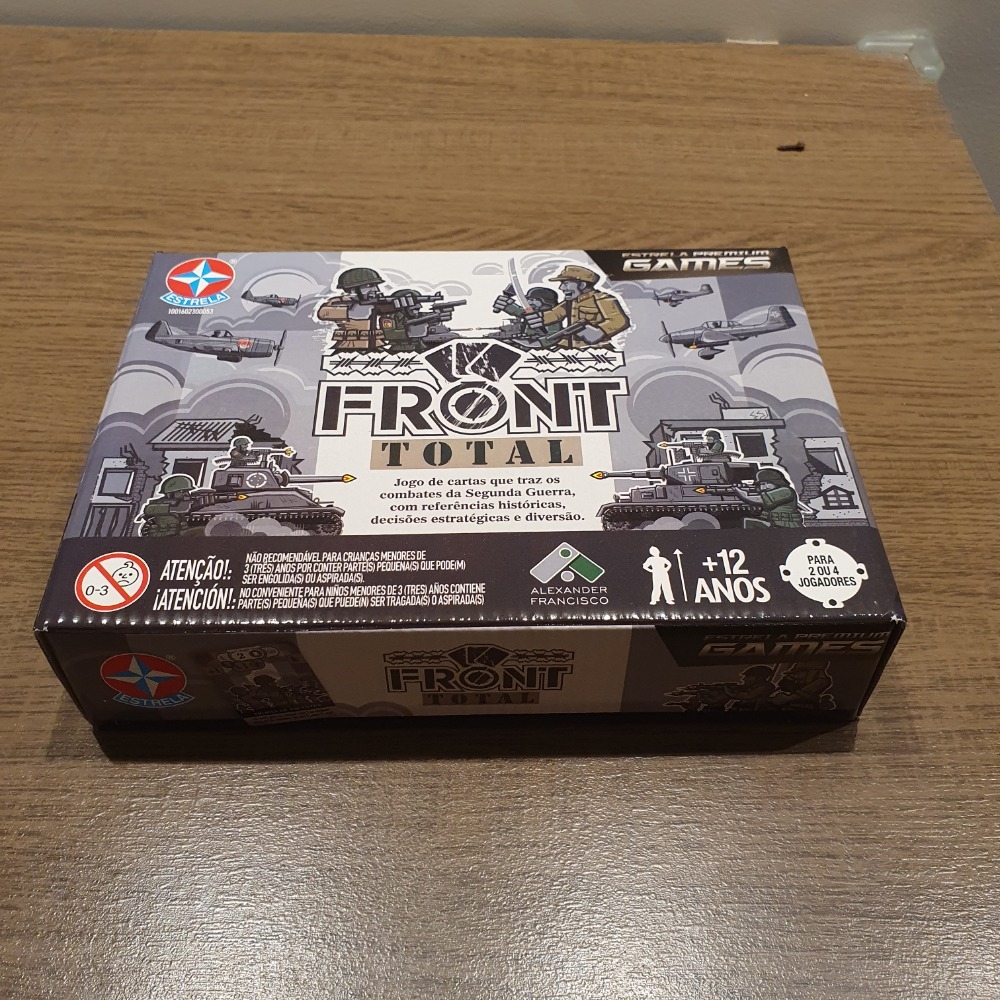 ESTRELA
1001602300053
ESTRELA PREMIUM
GAMES
FRONT
TOTAL
Jogo de cartas que traz os
combates da Segunda Guerra,
com referências históricas,
decisões estratégicas e diversão.
0-3
ATENÇÃO!:
NÃO RECOMENDÁVEL PARA CRIANÇAS MENORES DE
3 (TRÊS) ANOS POR CONTER PARTE(S) PEQUENA(S) QUE PODE(M)
SER ENGOLIDA(S) OU ASPIRADA(S).
¡ATENCIÓN!:
NO CONVENIENTE PARA NIÑOS MENORES DE 3 (TRES) AÑOS CONTIENE
PARTE(S) PEQUEÑA(S) QUE PUEDE(N) SER TRAGADA(S) O ASPIRADA(S)
ALEXANDER
FRANCISCO
+12
ANOS
PARA
2 OU 4
JOGADORES
ESTRELA
20
FRONT
TOTAL
ESTRELA PREMIUM
GAMES